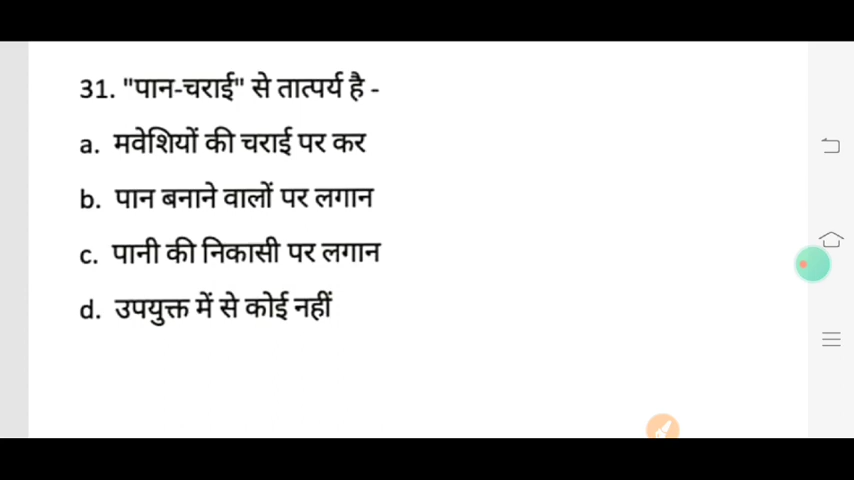 31. "पान-चराई" से तात्पर्य है -
a. मवेशियों की चराई पर कर
b. पान बनाने वालों पर लगान
c. पानी की निकासी पर लगान
d. उपयुक्त में से कोई नहीं